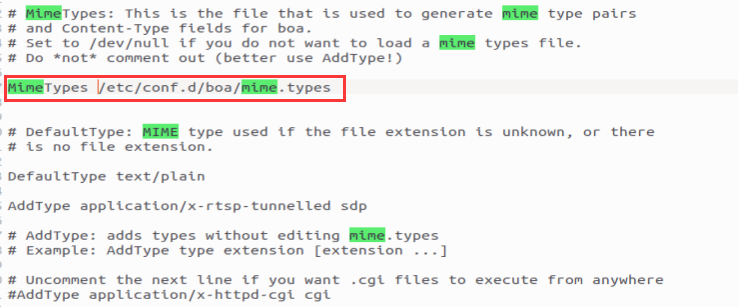 # MimeTypes: This is the file that is used to generate mime type pairs
# and Content-Type fields for boa.
# Set to /dev/null if you do not want to load a mime types file.
# Do *not* comment out (better use AddType!)
MimeTypes /etc/conf.d/boa/mime.types
# DefaultType: MIME type used if the file extension is unknown, or there
# is no file extension.
DefaultType text/plain
AddType application/x-rtsp-tunnelled sdp
# AddType: adds types without editing mime.types
# Example: AddType type extension [extension ...]
# Uncomment the next line if you want .cgi files to execute from anywhere
#AddType application/x-httpd-cgi cgi